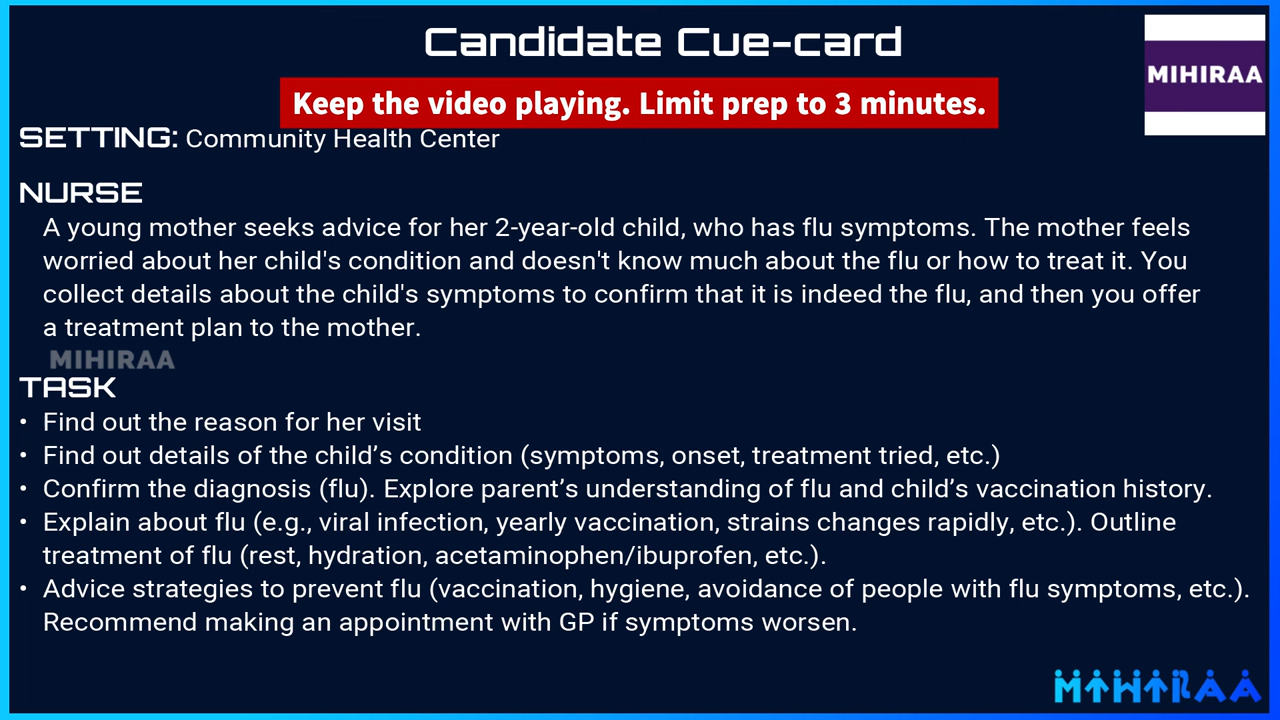 Candidate Cue-card
MIHIRAA
Keep the video playing. Limit prep to 3 minutes.
SETTING: Community Health Center
NURSE
A young mother seeks advice for her 2-year-old child, who has flu symptoms. The mother feels
worried about her child's condition and doesn't know much about the flu or how to treat it. You
collect details about the child's symptoms to confirm that it is indeed the flu, and then you offer
a treatment plan to the mother.
MIHIRAA
TASK
• Find out the reason for her visit
• Find out details of the child’s condition (symptoms, onset, treatment tried, etc.)
• Confirm the diagnosis (flu). Explore parent’s understanding of flu and child’s vaccination history.
• Explain about flu (e.g., viral infection, yearly vaccination, strains changes rapidly, etc.). Outline
treatment of flu (rest, hydration, acetaminophen/ibuprofen, etc.).
• Advice strategies to prevent flu (vaccination, hygiene, avoidance of people with flu symptoms, etc.).
Recommend making an appointment with GP if symptoms worsen.
MIHIRAA